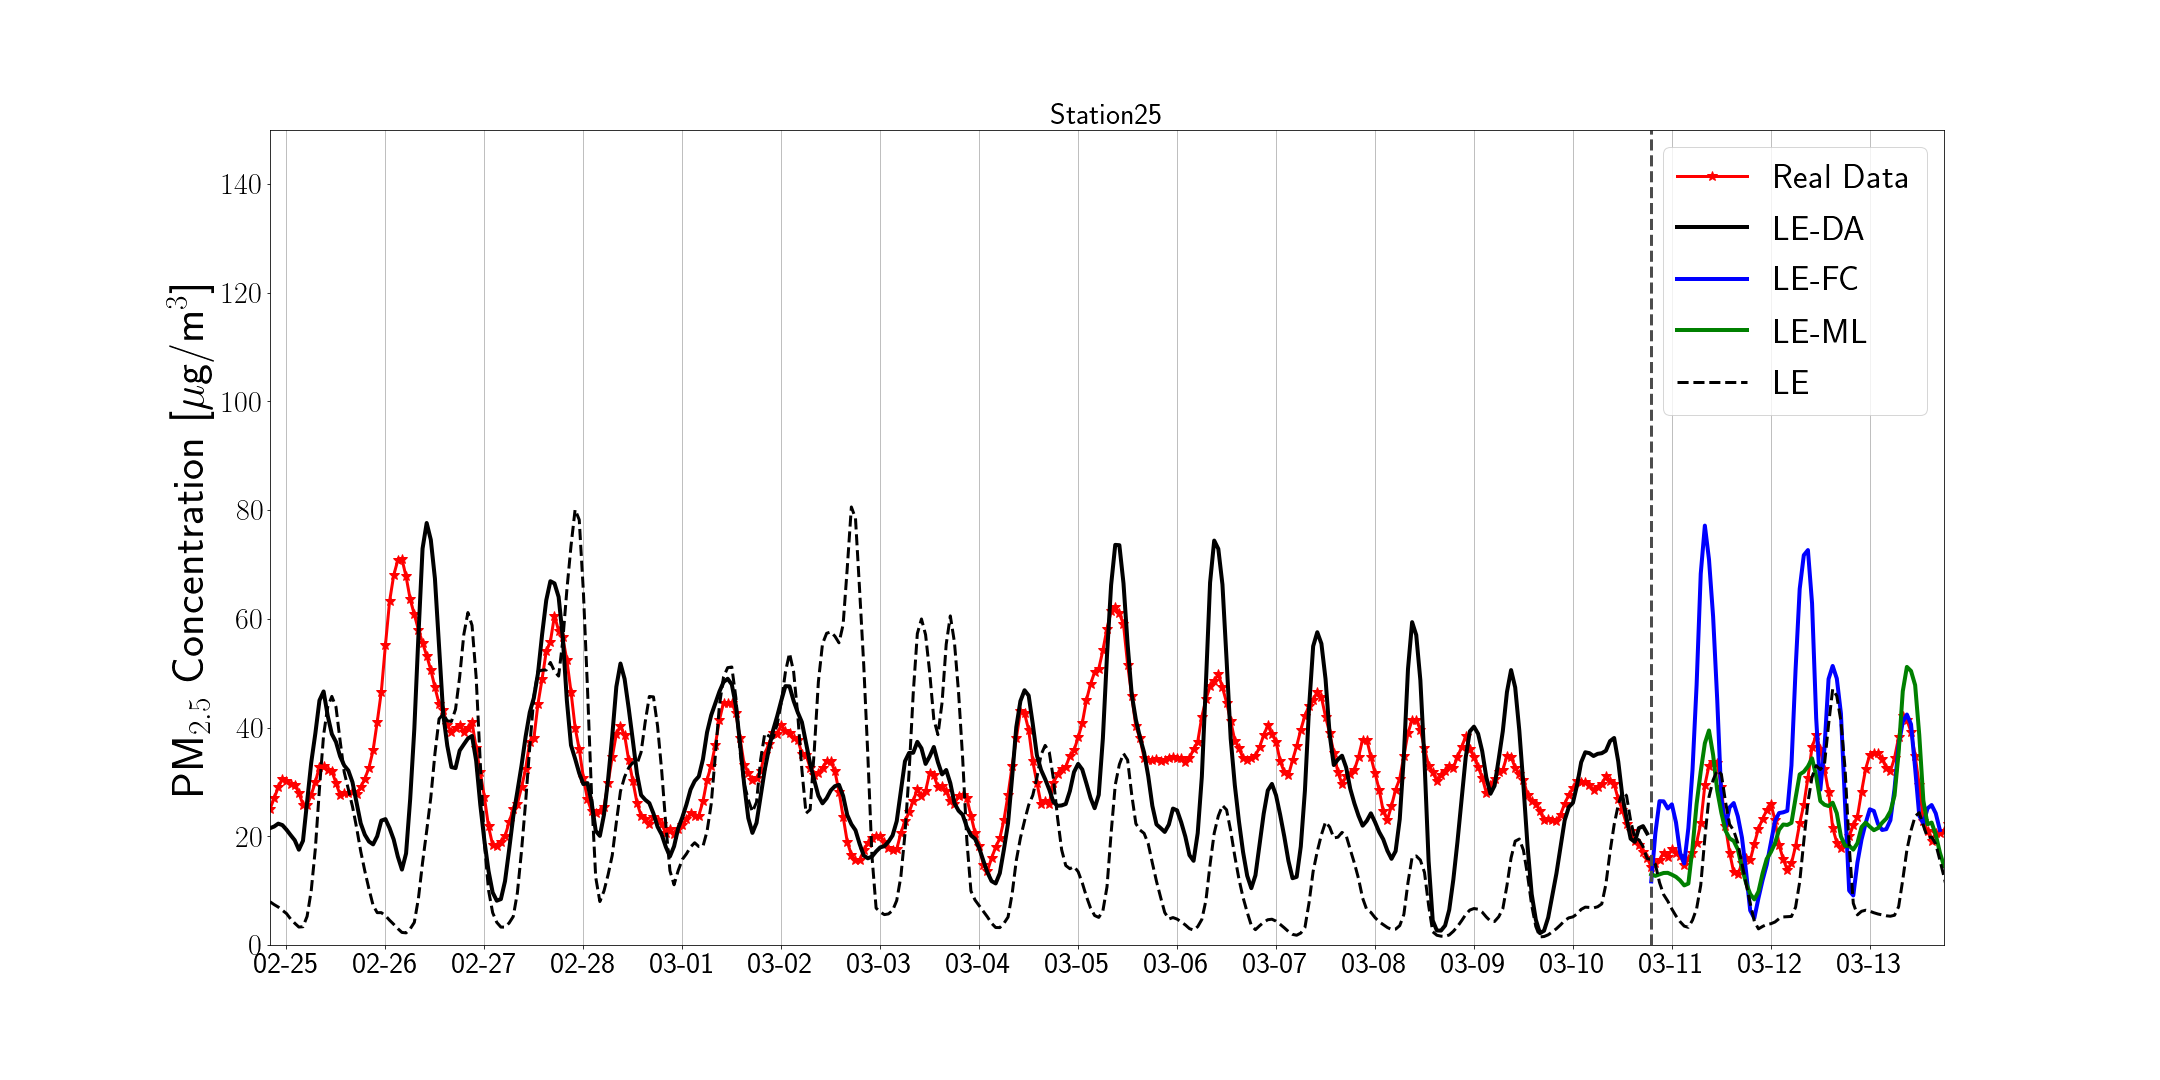 Station25
PM2.5 Concentration [μg/m³]
140
120
100
80
60
40
20
0
Real Data
LE-DA
LE-FC
LE-ML
LE
02-25 02-26 02-27 02-28 03-01 03-02 03-03 03-04 03-05 03-06 03-07 03-08 03-09 03-10 03-11 03-12 03-13